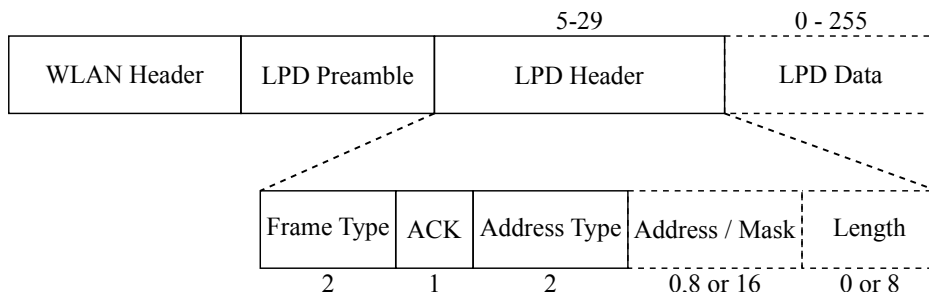 5-29 0 - 255
WLAN Header LPD Preamble LPD Header LPD Data
Frame Type ACK Address Type Address / Mask Length
2 1 2 0,8 or 16 0 or 8